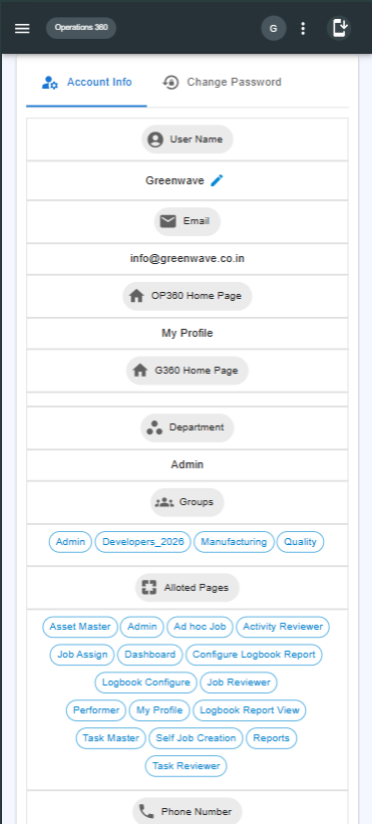 Operations 360 G
Account Info Change Password
User Name
Greenwave
Email
info@greenwave.co.in
OP360 Home Page
My Profile
G360 Home Page
Department
Admin
Groups
Admin Developers_2026 Manufacturing Quality
Alloted Pages
Asset Master Admin Ad hoc Job Activity Reviewer
Job Assign Dashboard Configure Logbook Report
Logbook Configure Job Reviewer
Performer My Profile Logbook Report View
Task Master Self Job Creation Reports
Task Reviewer
Phone Number